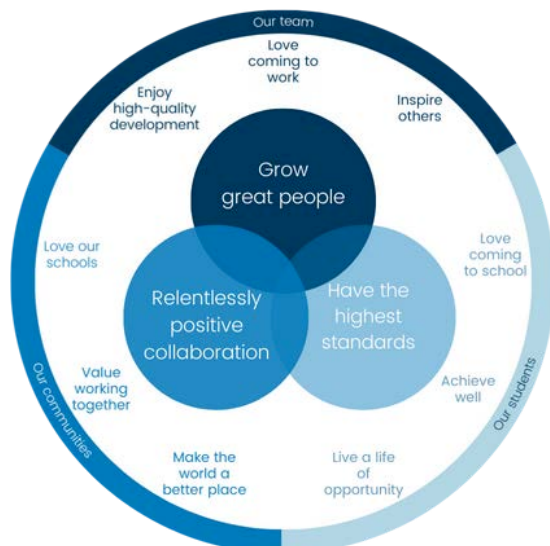 Our team
Love
coming to
work
Enjoy
high-quality
development
Inspire
others
Grow
great people
Love our
schools
Love
coming
to school
Relentlessly
positive
collaboration
Have the
highest
standards
Value
working
together
Achieve
well
Our communities
Our students
Make the
world a
better place
Live a life
of
opportunity